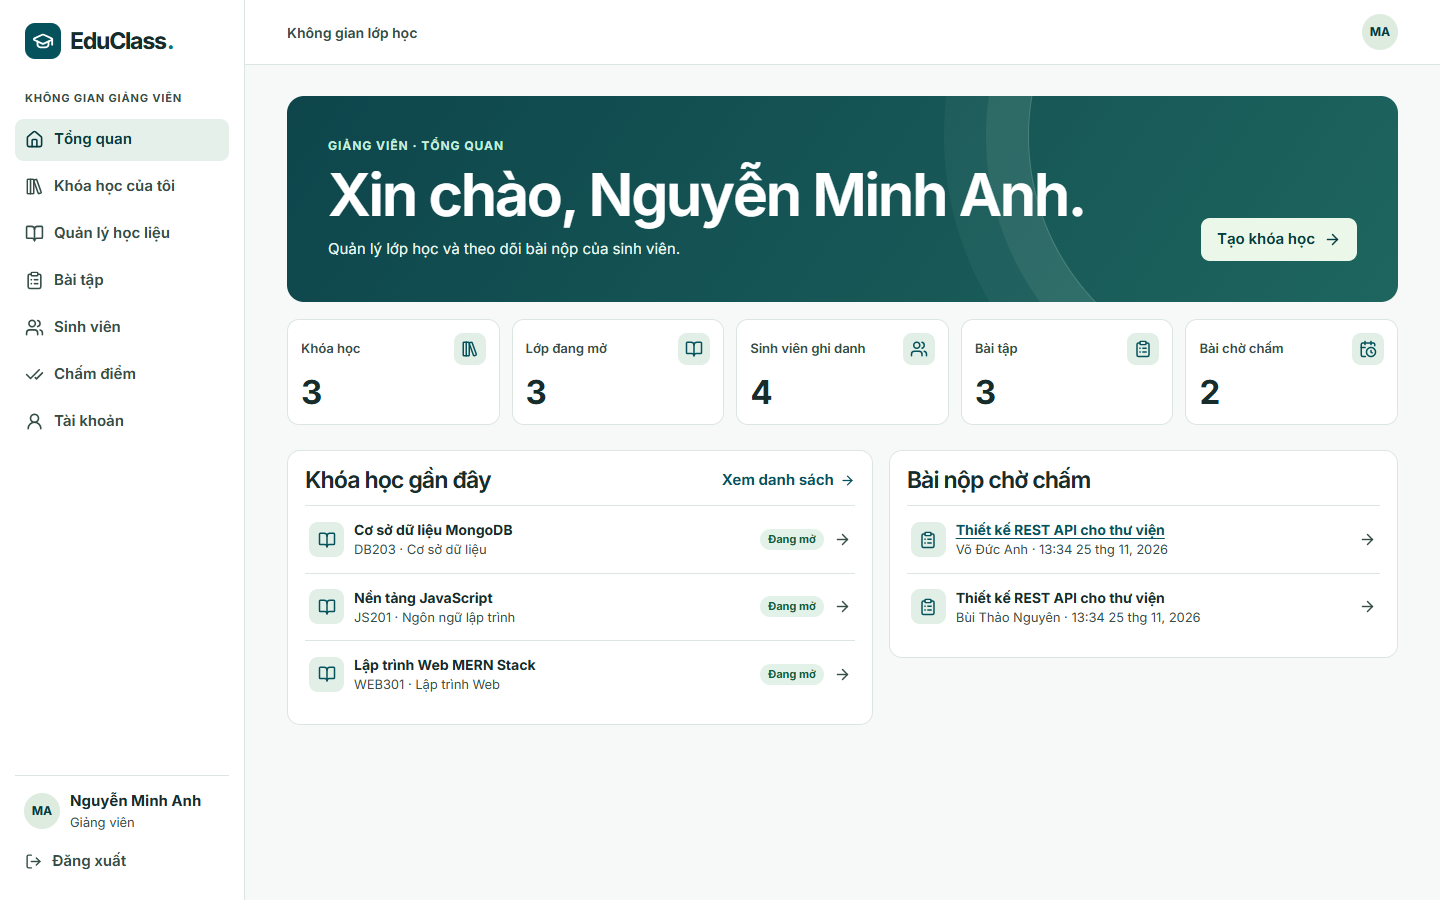 EduClass.
KHÔNG GIAN GIẢNG VIÊN
Tổng quan
Khóa học của tôi
Quản lý học liệu
Bài tập
Sinh viên
Chấm điểm
Tài khoản
MA
Nguyễn Minh Anh
Giảng viên
Đăng xuất
Không gian lớp học
MA
GIẢNG VIÊN · TỔNG QUAN
Xin chào, Nguyễn Minh Anh.
Quản lý lớp học và theo dõi bài nộp của sinh viên.
Tạo khóa học
Khóa học
3
Lớp đang mở
3
Sinh viên ghi danh
4
Bài tập
3
Bài chờ chấm
2
Khóa học gần đây
Xem danh sách
Cơ sở dữ liệu MongoDB
DB203 · Cơ sở dữ liệu
Đang mở
Nền tảng JavaScript
JS201 · Ngôn ngữ lập trình
Đang mở
Lập trình Web MERN Stack
WEB301 · Lập trình Web
Đang mở
Bài nộp chờ chấm
Thiết kế REST API cho thư viện
Võ Đức Anh · 13:34 25 thg 11, 2026
Thiết kế REST API cho thư viện
Bùi Thảo Nguyên · 13:34 25 thg 11, 2026